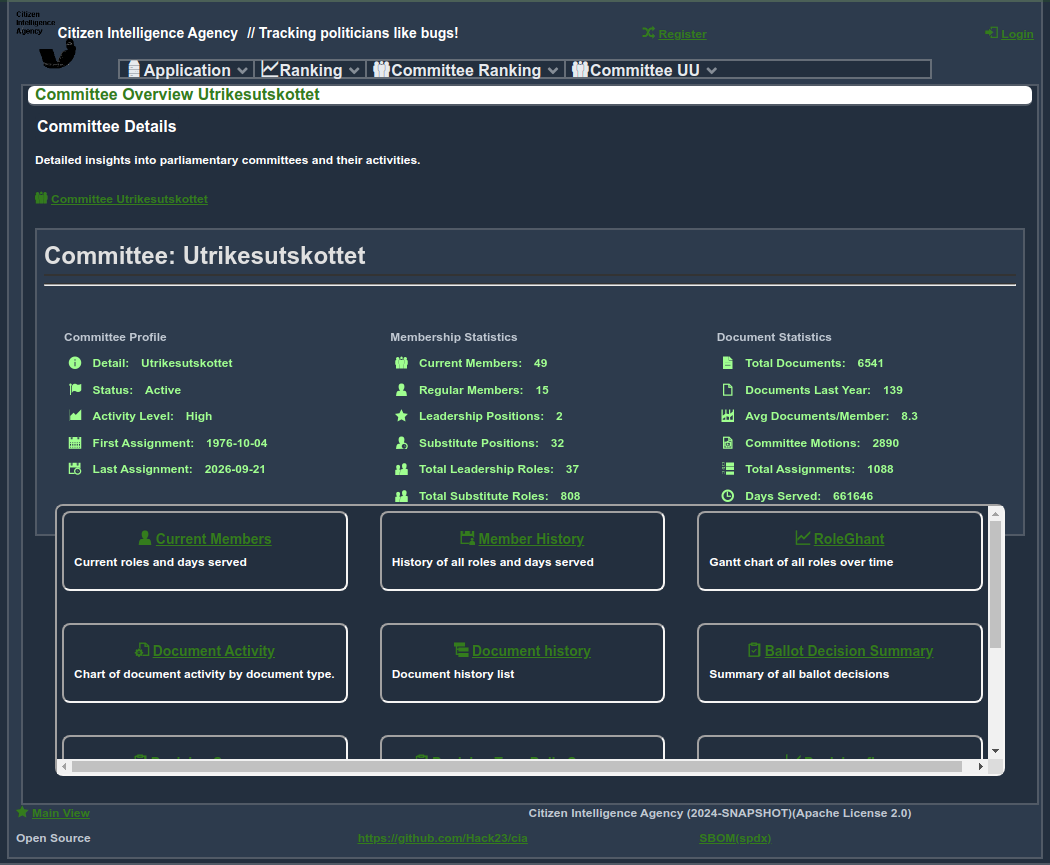 Citizen
Intelligence
Agency
Citizen Intelligence Agency // Tracking politicians like bugs!
Register
Login
Application
Ranking
Committee Ranking
Committee UU
Committee Overview Utrikesutskottet
Committee Details
Detailed insights into parliamentary committees and their activities.
Committee Utrikesutskottet
Committee: Utrikesutskottet
Committee Profile
Detail: Utrikesutskottet
Status: Active
Activity Level: High
First Assignment: 1976-10-04
Last Assignment: 2026-09-21
Membership Statistics
Current Members: 49
Regular Members: 15
Leadership Positions: 2
Substitute Positions: 32
Total Leadership Roles: 37
Total Substitute Roles: 808
Document Statistics
Total Documents: 6541
Documents Last Year: 139
Avg Documents/Member: 8.3
Committee Motions: 2890
Total Assignments: 1088
Days Served: 661646
Current Members
Current roles and days served
Member History
History of all roles and days served
RoleGhant
Gantt chart of all roles over time
Document Activity
Chart of document activity by document type.
Document history
Document history list
Ballot Decision Summary
Summary of all ballot decisions
Main View
Citizen Intelligence Agency (2024-SNAPSHOT)(Apache License 2.0)
Open Source
https://github.com/Hack23/cia
SBOM(spdx)